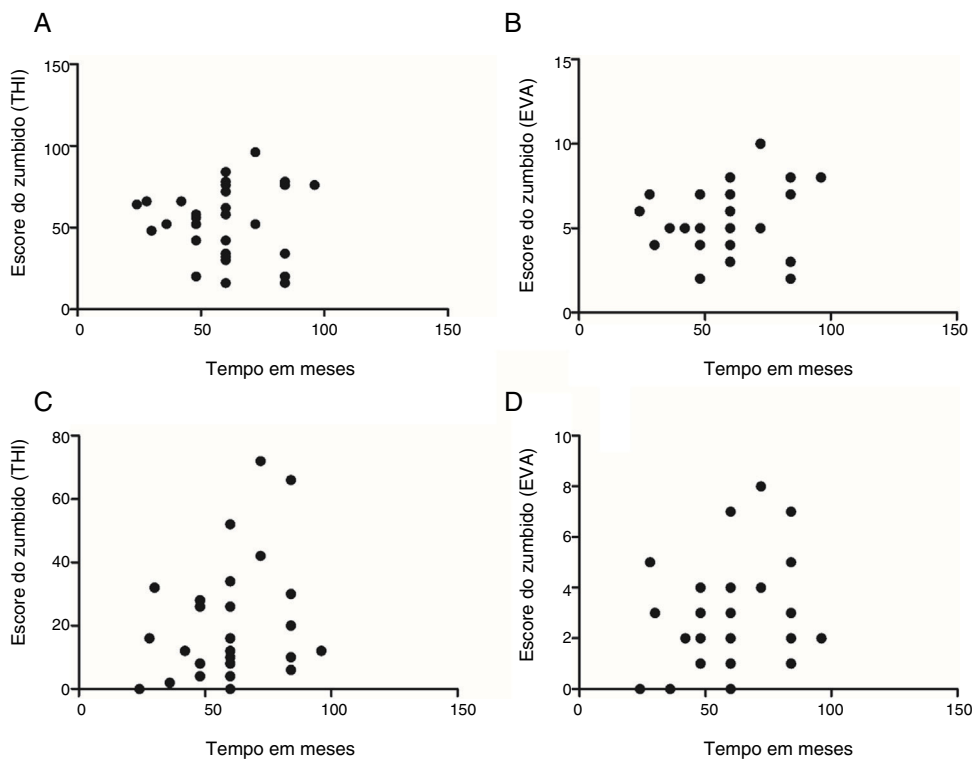 A
Escore do zumbido (THI)
150
100
50
0
0 50 100 150
Tempo em meses
B
Escore do zumbido (EVA)
15
10
5
0
0 50 100 150
Tempo em meses
C
Escore do zumbido (THI)
80
60
40
20
0
0 50 100 150
Tempo em meses
D
Escore do zumbido (EVA)
10
8
6
4
2
0
0 50 100 150
Tempo em meses